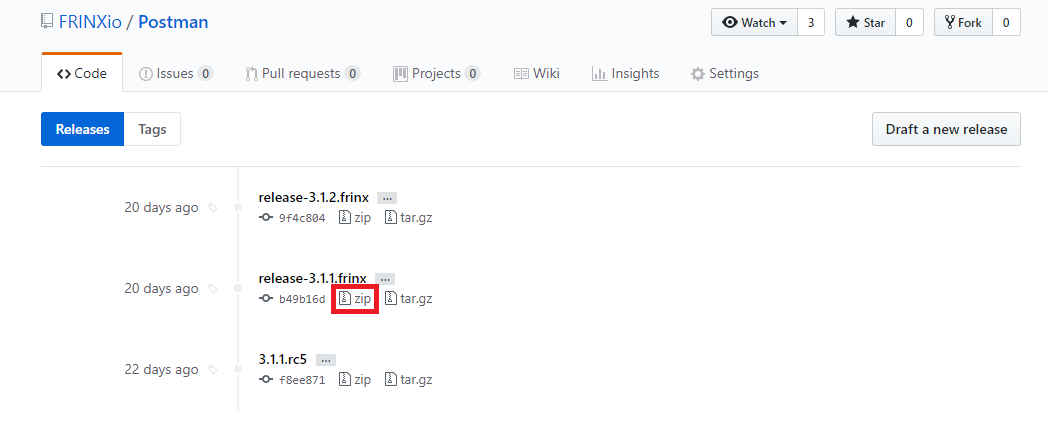 FRINXio / Postman
Watch 3 Star 0 Fork 0
Code Issues 0 Pull requests 0 Projects 0 Wiki Insights Settings
Releases Tags Draft a new release
release-3.1.2.frinx ...
20 days ago
9f4c804 zip tar.gz
release-3.1.1.frinx ...
20 days ago
b49b16d zip tar.gz
3.1.1.rc5 ...
22 days ago
f8ee871 zip tar.gz